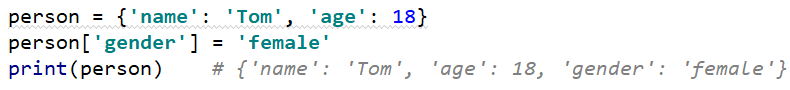 person = {'name': 'Tom', 'age': 18}
person['gender'] = 'female'
print(person)    # {'name': 'Tom', 'age': 18, 'gender': 'female'}